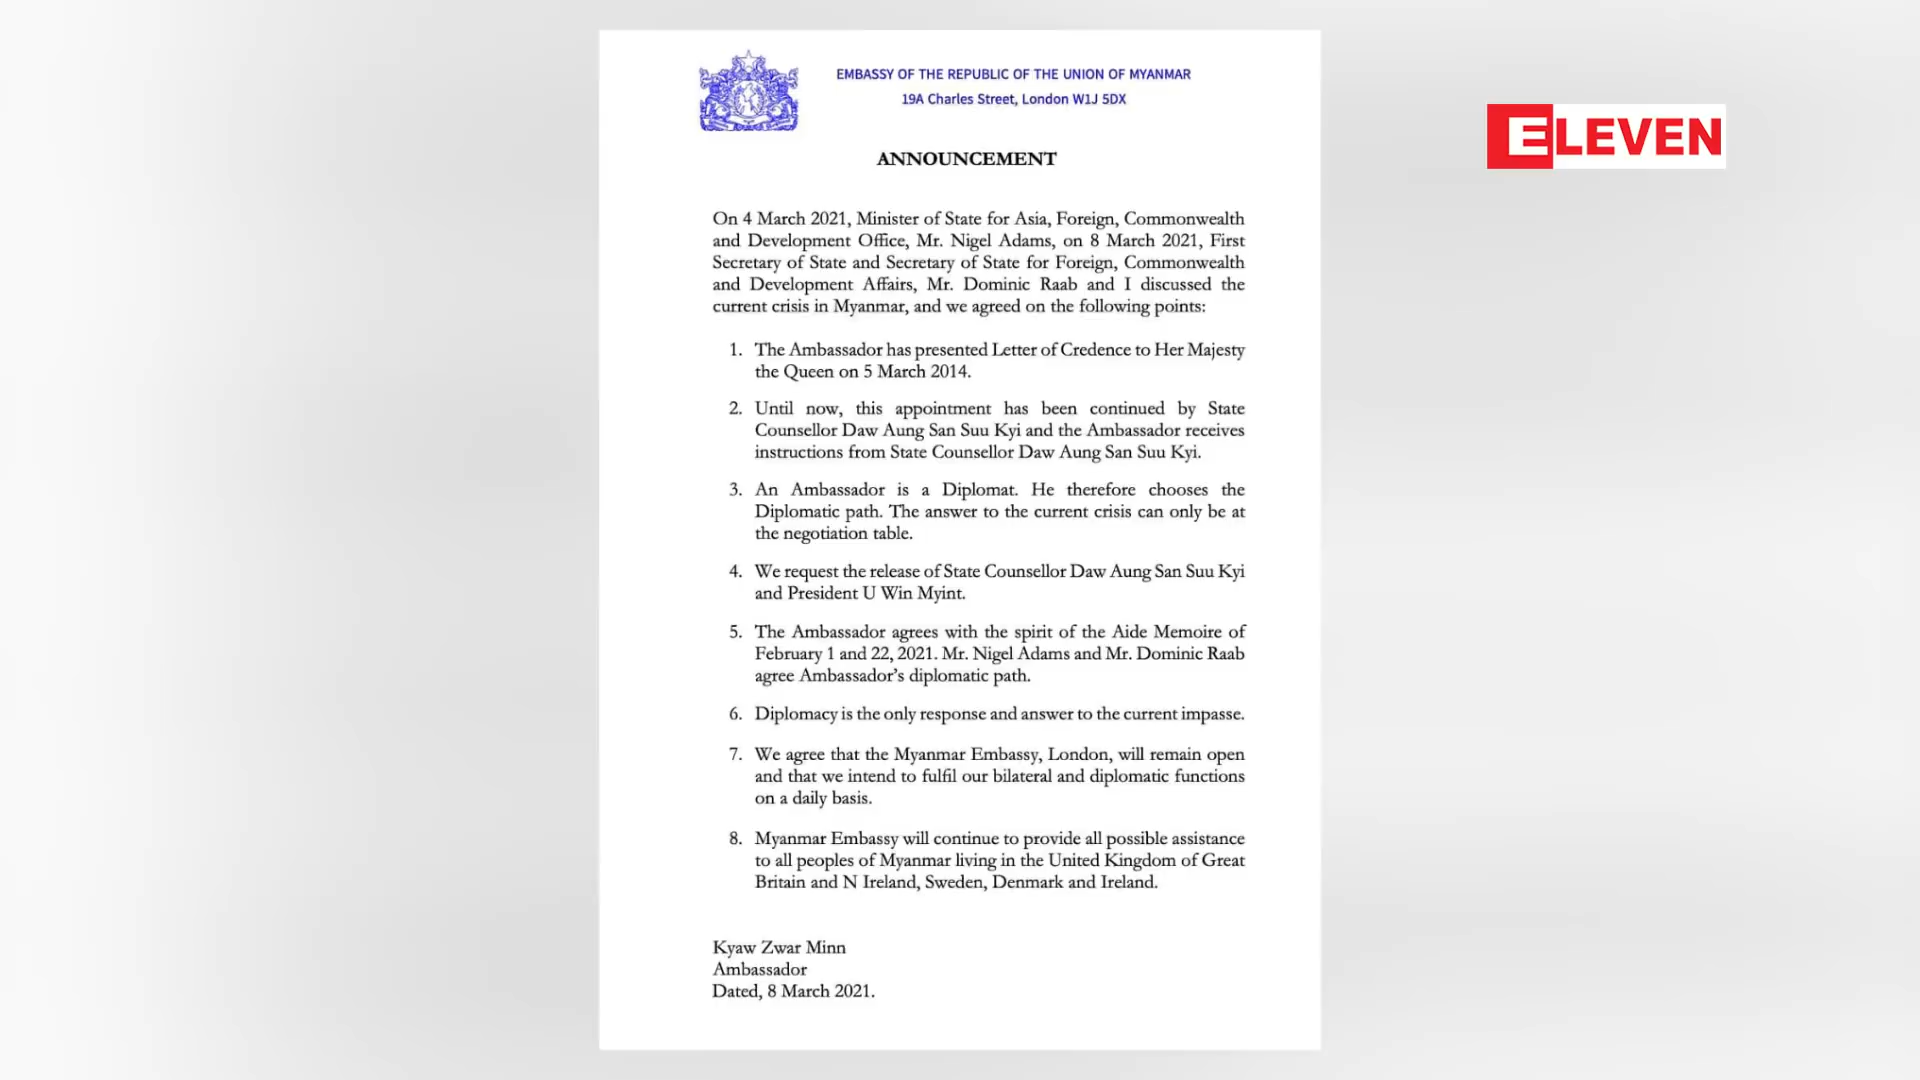 EMBASSY OF THE REPUBLIC OF THE UNION OF MYANMAR
19A Charles Street, London W1J 5DX
ELEVEN
ANNOUNCEMENT
On 4 March 2021, Minister of State for Asia, Foreign, Commonwealth
and Development Office, Mr. Nigel Adams, on 8 March 2021, First
Secretary of State and Secretary of State for Foreign, Commonwealth
and Development Affairs, Mr. Dominic Raab and I discussed the
current crisis in Myanmar, and we agreed on the following points:
1. The Ambassador has presented Letter of Credence to Her Majesty
the Queen on 5 March 2014.
2. Until now, this appointment has been continued by State
Counsellor Daw Aung San Suu Kyi and the Ambassador receives
instructions from State Counsellor Daw Aung San Suu Kyi.
3. An Ambassador is a Diplomat. He therefore chooses the
Diplomatic path. The answer to the current crisis can only be at
the negotiation table.
4. We request the release of State Counsellor Daw Aung San Suu Kyi
and President U Win Myint.
5. The Ambassador agrees with the spirit of the Aide Memoire of
February 1 and 22, 2021. Mr. Nigel Adams and Mr. Dominic Raab
agree Ambassador's diplomatic path.
6. Diplomacy is the only response and answer to the current impasse.
7. We agree that the Myanmar Embassy, London, will remain open
and that we intend to fulfil our bilateral and diplomatic functions
on a daily basis.
8. Myanmar Embassy will continue to provide all possible assistance
to all peoples of Myanmar living in the United Kingdom of Great
Britain and N Ireland, Sweden, Denmark and Ireland.
Kyaw Zwar Minn
Ambassador
Dated, 8 March 2021.